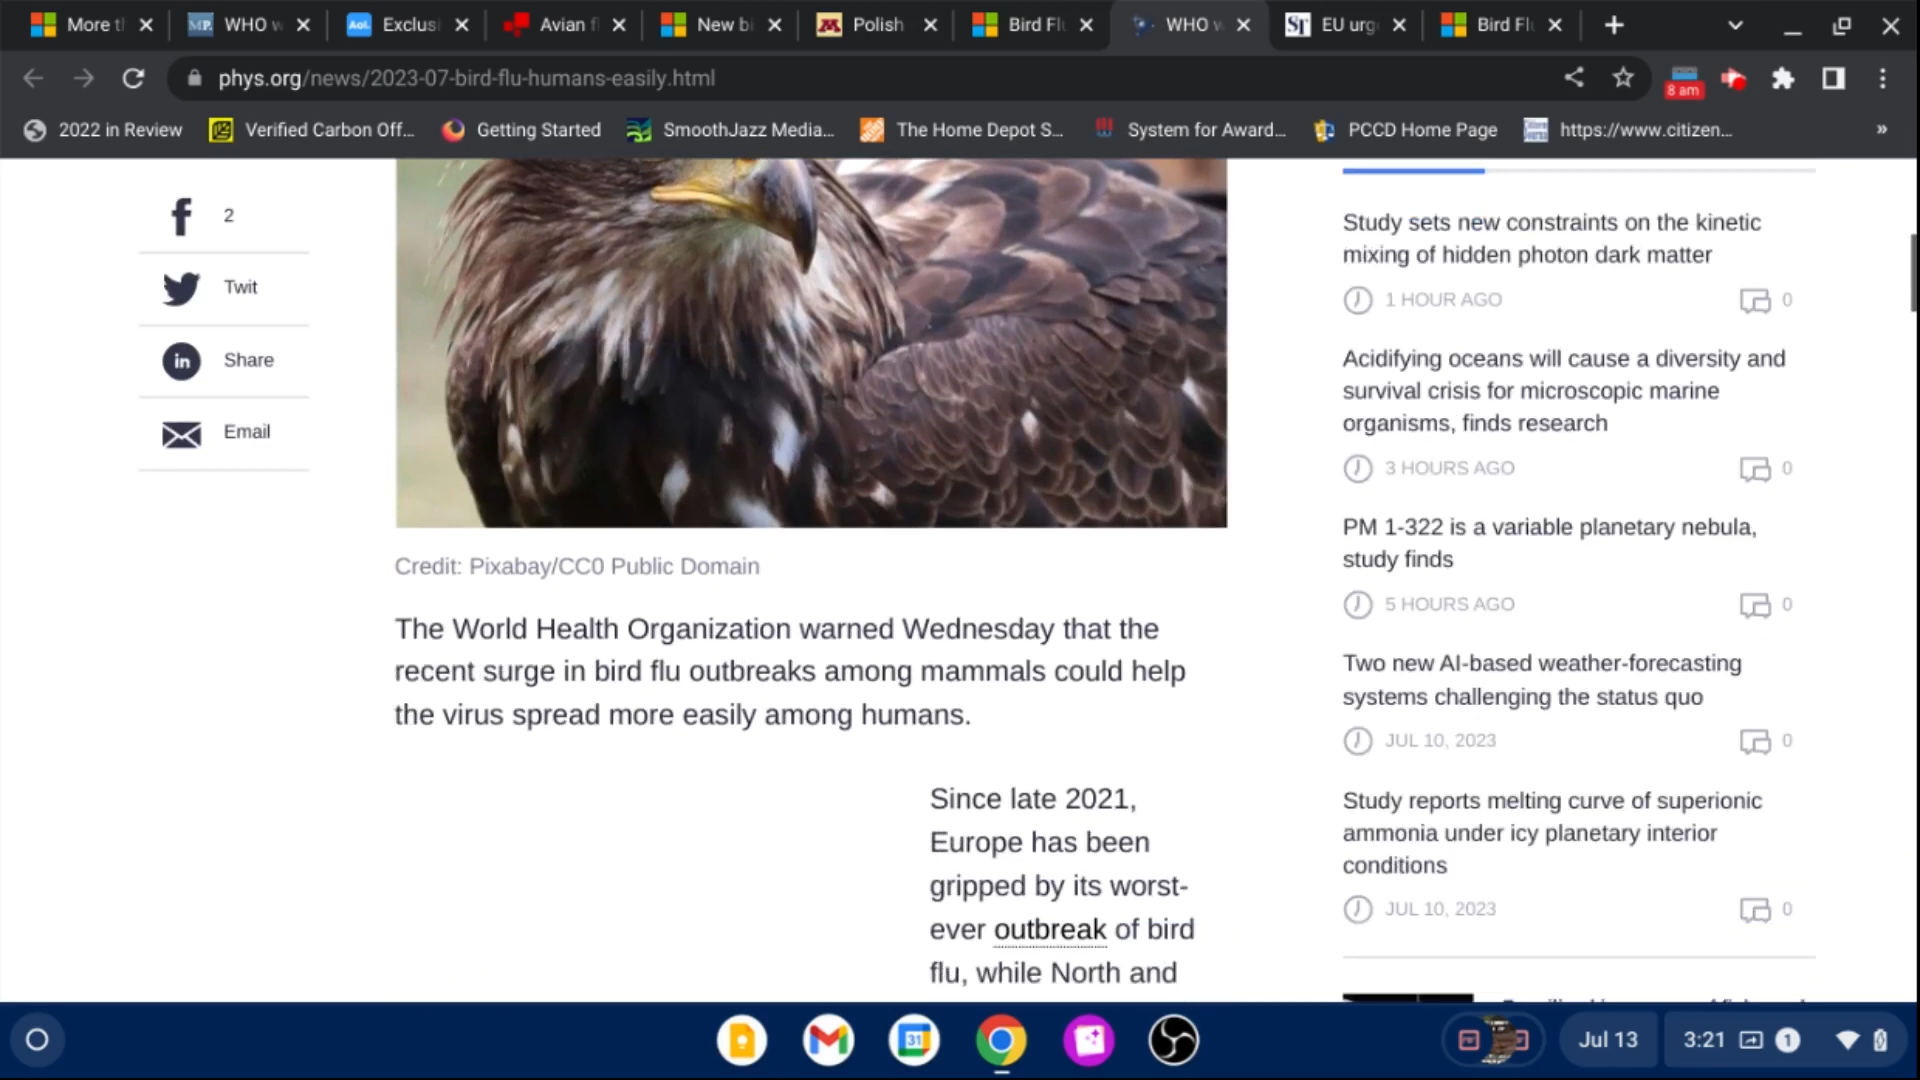 More t
WHO w
Aol.
Exclus
Avian f
New bi
Polish
Bird Fl
WHO w
EU urg
Bird Fl
phys.org/news/2023-07-bird-flu-humans-easily.html
8 am
2022 in Review
Verified Carbon Off...
Getting Started
SmoothJazz Media...
The Home Depot S...
System for Award...
PCCD Home Page
https://www.citizen...
»
2
Twit
Share
Email
Credit: Pixabay/CC0 Public Domain
The World Health Organization warned Wednesday that the
recent surge in bird flu outbreaks among mammals could help
the virus spread more easily among humans.
Since late 2021,
Europe has been
gripped by its worst-
ever outbreak of bird
flu, while North and
Study sets new constraints on the kinetic
mixing of hidden photon dark matter
1 HOUR AGO 0
Acidifying oceans will cause a diversity and
survival crisis for microscopic marine
organisms, finds research
3 HOURS AGO 0
PM 1-322 is a variable planetary nebula,
study finds
5 HOURS AGO 0
Two new AI-based weather-forecasting
systems challenging the status quo
JUL 10, 2023 0
Study reports melting curve of superionic
ammonia under icy planetary interior
conditions
JUL 10, 2023 0
31
Jul 13
3:21
1